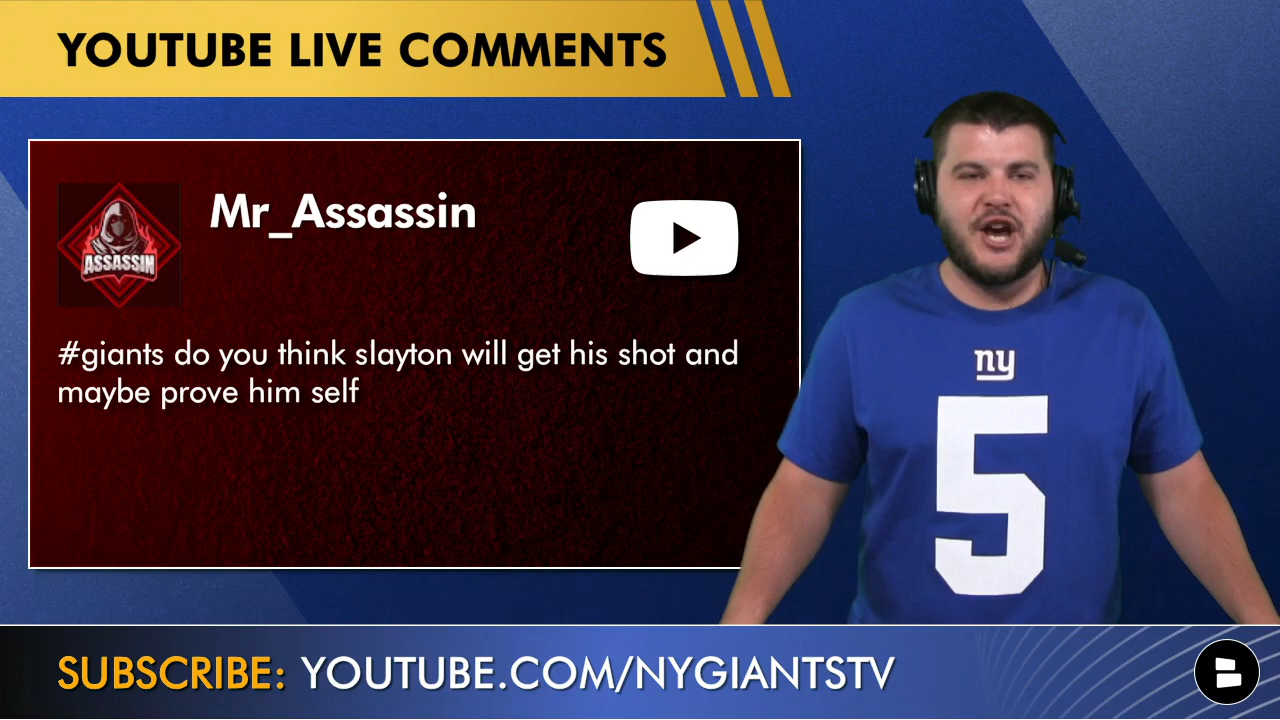 YOUTUBE LIVE COMMENTS
Mr_Assassin
ASSASSIN
#giants do you think slayton will get his shot and
maybe prove him self
ny
5
SUBSCRIBE: YOUTUBE.COM/NYGIANTSTV